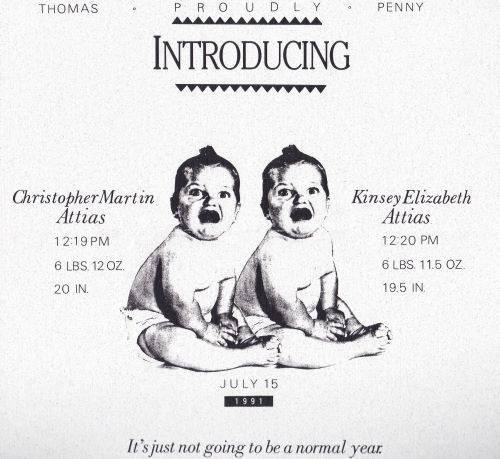 THOMAS ◦ PROUDLY ◦ PENNY
INTRODUCING
Christopher Martin
Attias
12:19 PM
6 LBS. 12 OZ.
20 IN.
Kinsey Elizabeth
Attias
12:20 PM
6 LBS. 11.5 OZ.
19.5 IN.
JULY 15
1991
It's just not going to be a normal year.